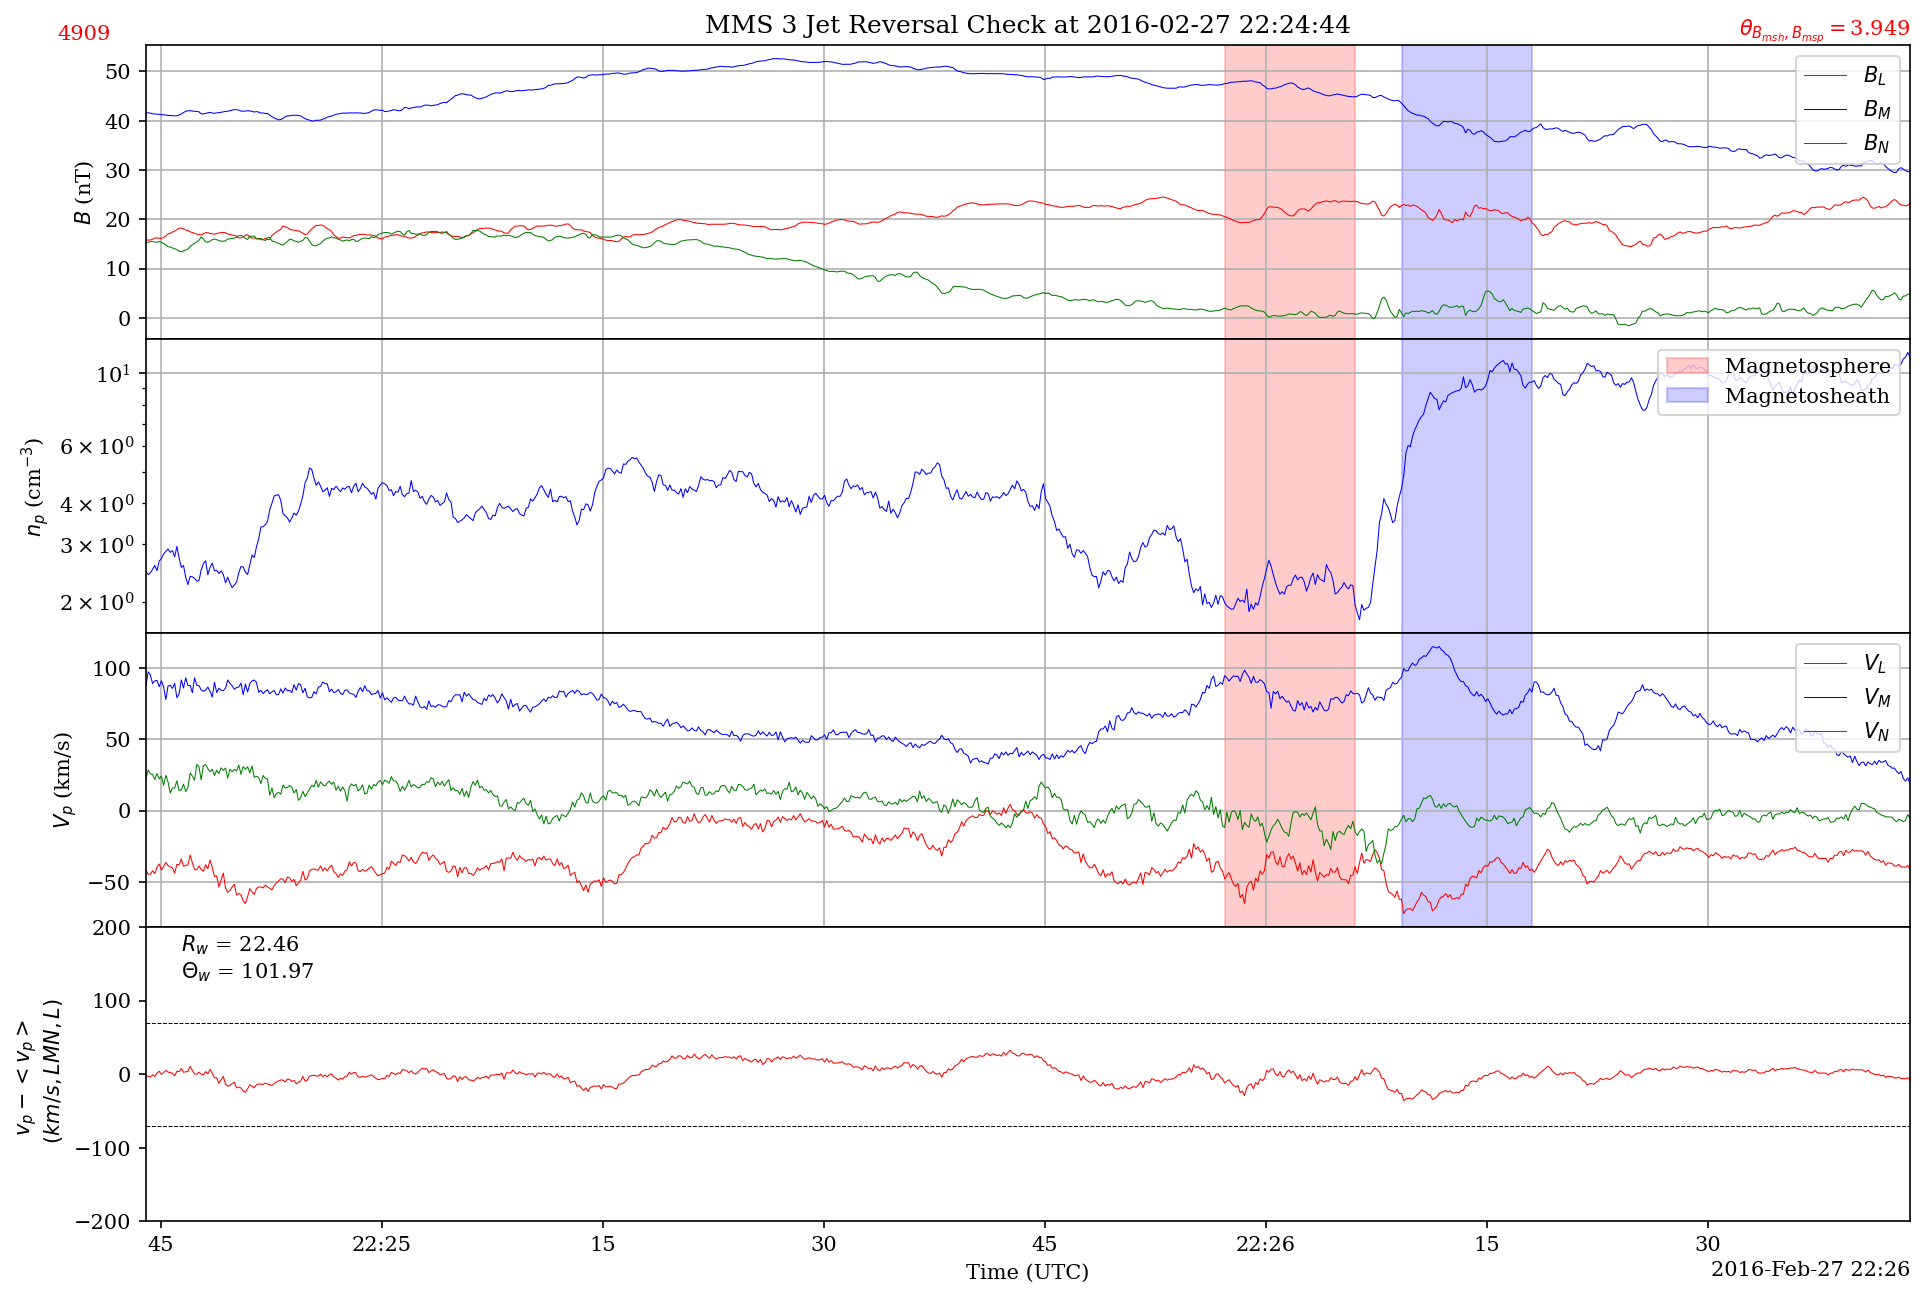 4909
MMS 3 Jet Reversal Check at 2016-02-27 22:24:44
θ_{B_{msh}, B_{msp}} = 3.949
50
40
30
20
10
0
B (nT)
B_L
B_M
B_N
10^1
6 × 10^0
4 × 10^0
3 × 10^0
2 × 10^0
n_p (cm^{-3})
Magnetosphere
Magnetosheath
100
50
0
−50
V_p (km/s)
V_L
V_M
V_N
200
100
0
−100
−200
v_p − <v_p>
(km/s, LMN, L)
R_w = 22.46
Θ_w = 101.97
45 22:25 15 30 45 22:26 15 30
Time (UTC)
2016-Feb-27 22:26